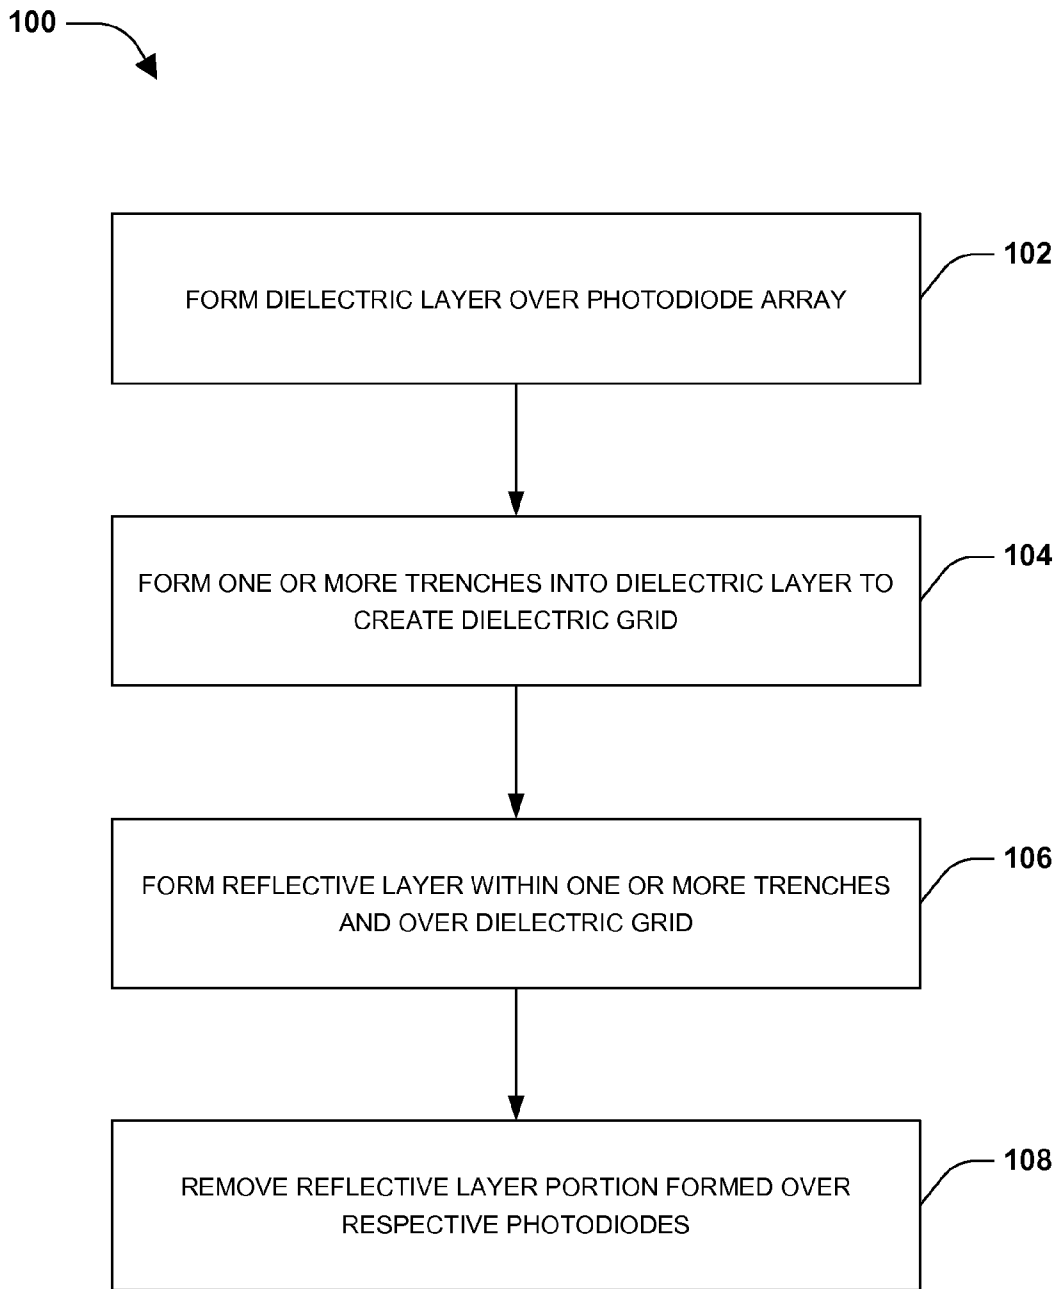 100
FORM DIELECTRIC LAYER OVER PHOTODIODE ARRAY
102
FORM ONE OR MORE TRENCHES INTO DIELECTRIC LAYER TO
CREATE DIELECTRIC GRID
104
FORM REFLECTIVE LAYER WITHIN ONE OR MORE TRENCHES
AND OVER DIELECTRIC GRID
106
REMOVE REFLECTIVE LAYER PORTION FORMED OVER
RESPECTIVE PHOTODIODES
108